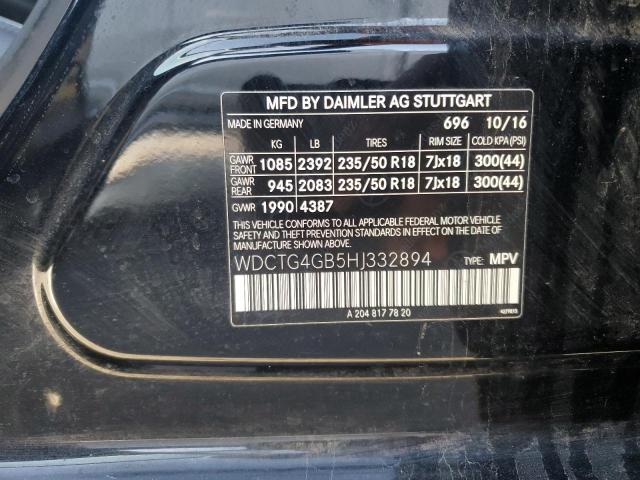 MFD BY DAIMLER AG STUTTGART
MADE IN GERMANY 696 10/16
KG LB TIRES RIM SIZE COLD KPA (PSI)
GAWR FRONT 1085 2392 235/50 R18 7Jx18 300(44)
GAWR REAR 945 2083 235/50 R18 7Jx18 300(44)
GVWR 1990 4387
THIS VEHICLE CONFORMS TO ALL APPLICABLE FEDERAL MOTOR VEHICLE
SAFETY AND THEFT PREVENTION STANDARDS IN EFFECT ON THE DATE
OF MANUFACTURE SHOWN ABOVE.
WDCTG4GB5HJ332894 TYPE: MPV
A 204 817 78 20